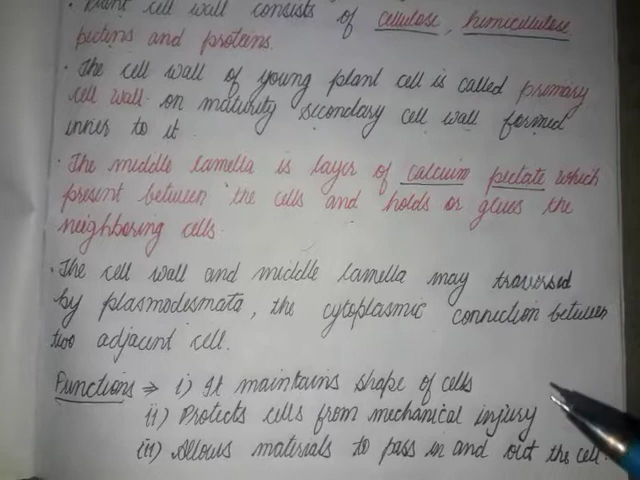 • Plant cell wall consists of cellulose, hemicellulose,
pectins and proteins.
• The cell wall of young plant cell is called primary
cell wall on maturity secondary cell wall formed
inner to it.
• The middle lamella is layer of calcium pectate which
present between the cells and holds or glues the
neighboring cells.
• The cell wall and middle lamella may traversed
by plasmodesmata, the cytoplasmic connection between
two adjacent cell.
Functions ⇒ i) It maintains shape of cells
ii) Protects cells from mechanical injury
iii) Allows materials to pass in and out the cell.